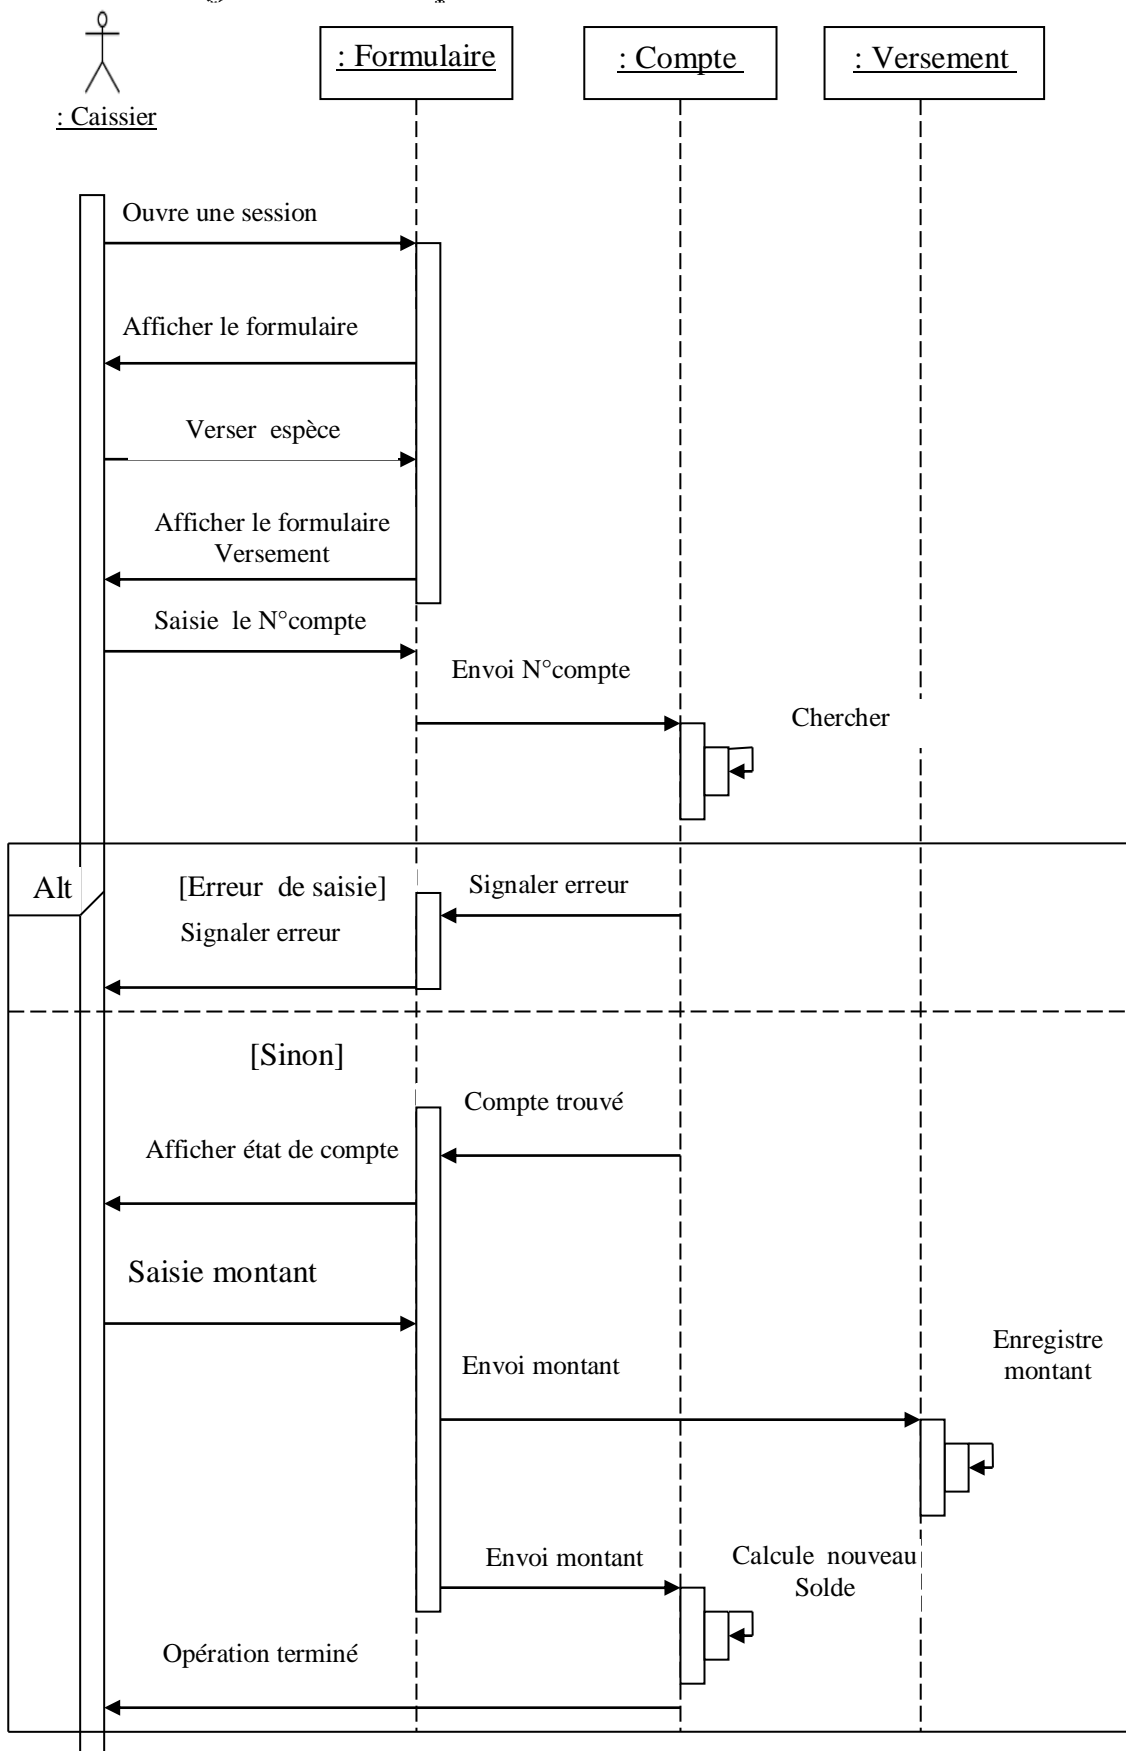 : Formulaire
: Compte
: Versement
: Caissier
Ouvre une session
Afficher le formulaire
Verser espèce
Afficher le formulaire
Versement
Saisie le N°compte
Envoi N°compte
Chercher
Alt
[Erreur de saisie]
Signaler erreur
Signaler erreur
[Sinon]
Compte trouvé
Afficher état de compte
Saisie montant
Enregistre
montant
Envoi montant
Envoi montant
Calcule nouveau
Solde
Opération terminé